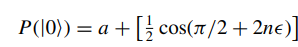 P(|0⟩) = a + [½ cos(π/2 + 2nϵ)]